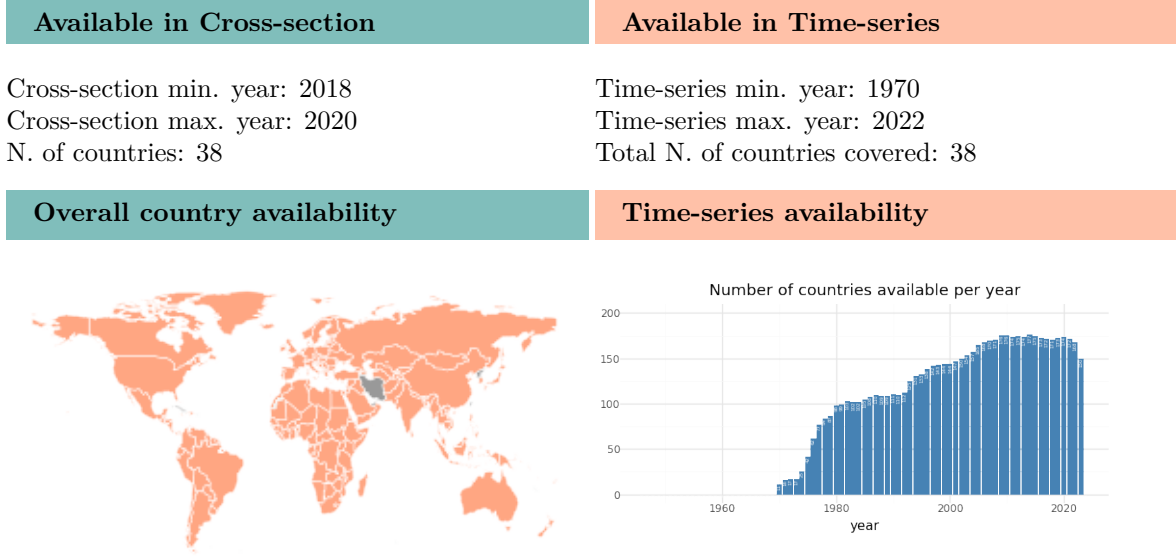 Available in Cross-section
Available in Time-series
Cross-section min. year: 2018
Cross-section max. year: 2020
N. of countries: 38
Time-series min. year: 1970
Time-series max. year: 2022
Total N. of countries covered: 38
Overall country availability
Time-series availability
Number of countries available per year
200
150
100
50
0
1960
1980
2000
2020
year